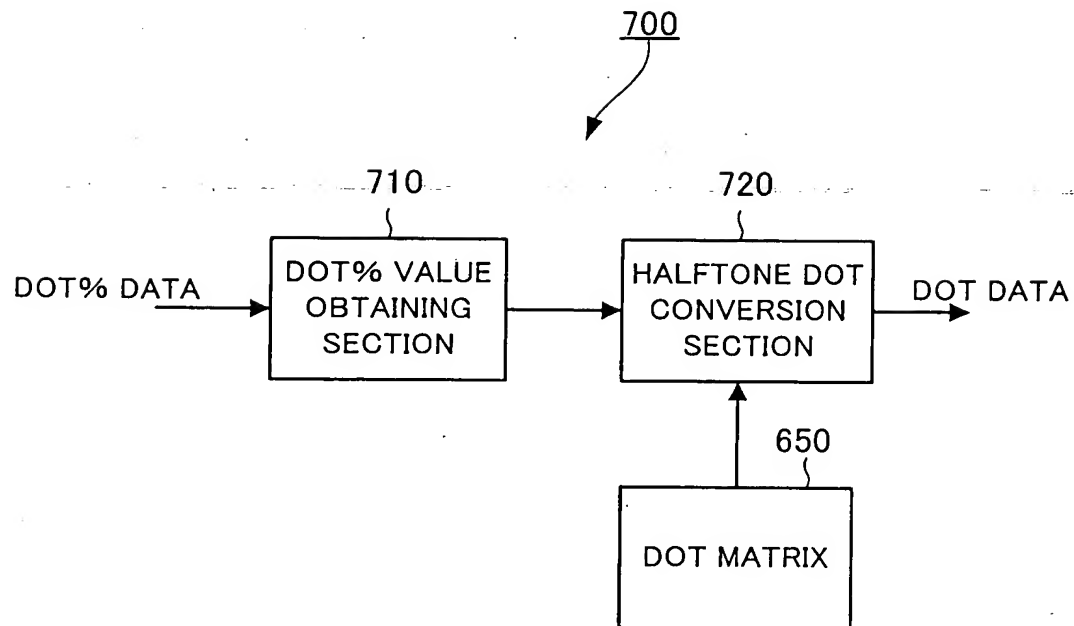 700
710
720
DOT% DATA
DOT% VALUE
OBTAINING
SECTION
HALFTONE DOT
CONVERSION
SECTION
DOT DATA
650
DOT MATRIX